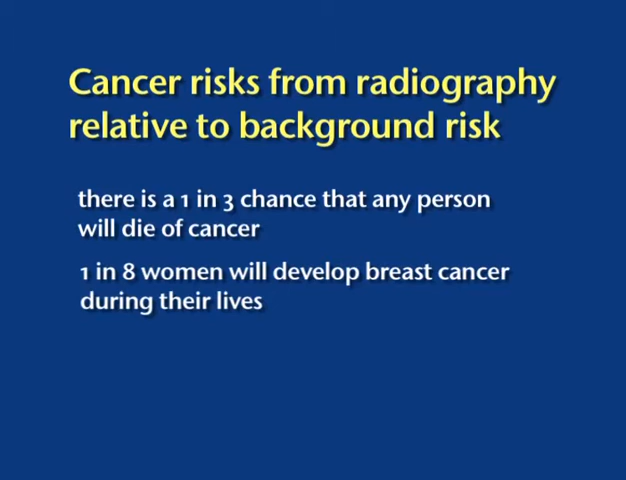 Cancer risks from radiography
relative to background risk
there is a 1 in 3 chance that any person
will die of cancer
1 in 8 women will develop breast cancer
during their lives